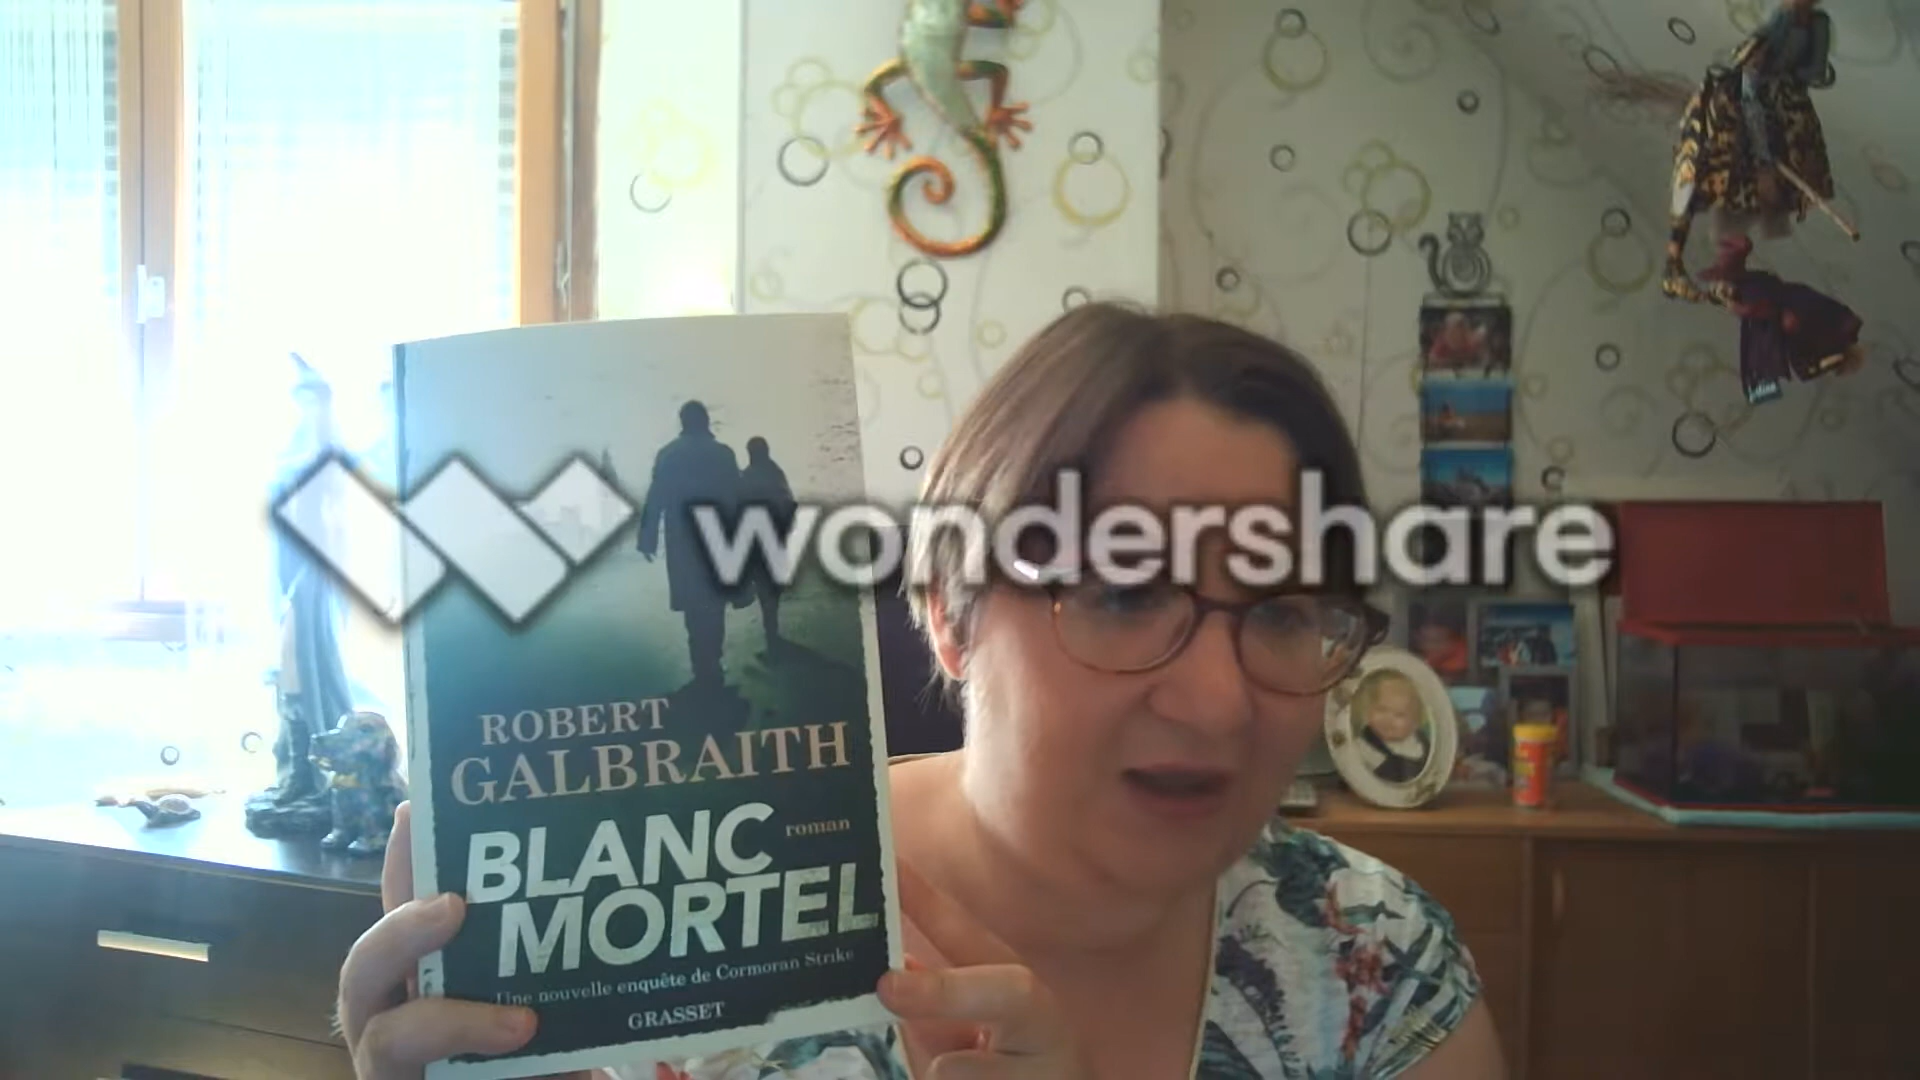 wondershare
ROBERT
GALBRAITH
BLANC
roman
MORTEL
Une nouvelle enquête de Cormoran Strike
GRASSET